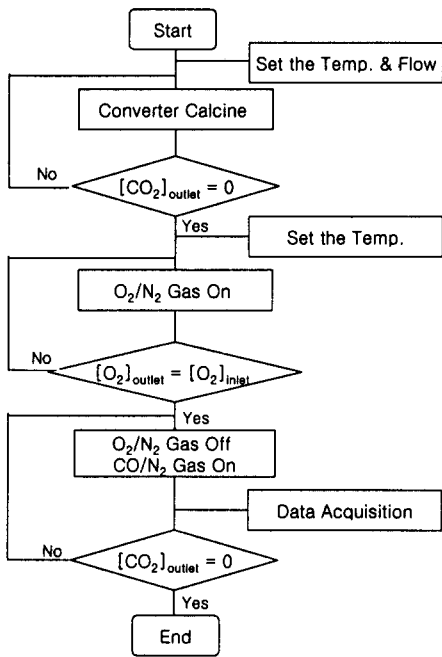 Start
Set the Temp. & Flow
Converter Calcine
No
[CO₂]outlet = 0
Yes
Set the Temp.
O₂/N₂ Gas On
No
[O₂]outlet = [O₂]inlet
Yes
O₂/N₂ Gas Off
CO/N₂ Gas On
Data Acquisition
No
[CO₂]outlet = 0
Yes
End